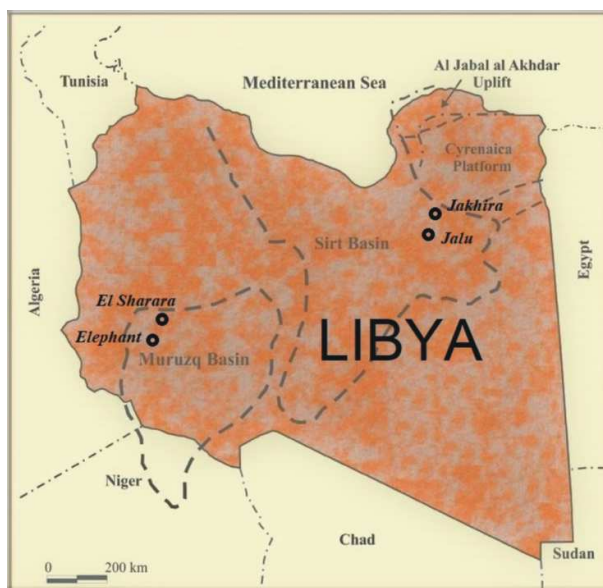 Al Jabal al Akhdar
Uplift
Tunisia
Mediterranean Sea
Cyrenaica
Platform
Jakhira
Sirt Basin
Jalu
Egypt
Algeria
El Sharara
Elephant
LIBYA
Muruzq Basin
Niger
Chad
Sudan
0
200 km